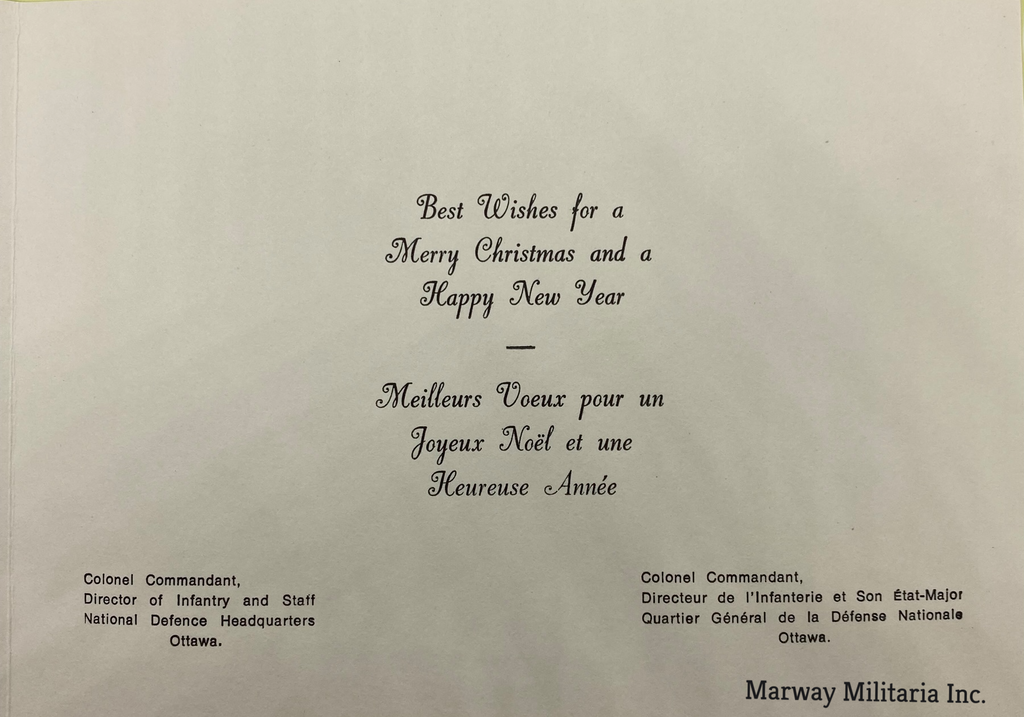 Best Wishes for a
Merry Christmas and a
Happy New Year
—
Meilleurs Voeux pour un
Joyeux Noël et une
Heureuse Année
Colonel Commandant,
Director of Infantry and Staff
National Defence Headquarters
Ottawa.
Colonel Commandant,
Directeur de l'Infanterie et Son État-Major
Quartier Général de la Défense Nationale
Ottawa.
Marway Militaria Inc.